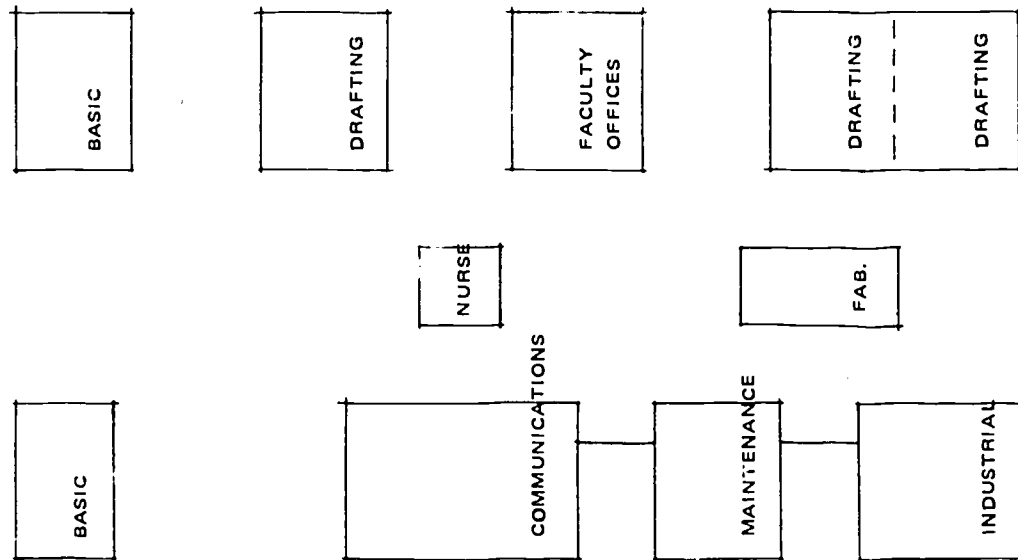 BASIC
DRAFTING
FACULTY
OFFICES
DRAFTING
DRAFTING
NURSE
FAB.
BASIC
COMMUNICATIONS
MAINTENANCE
INDUSTRIAL